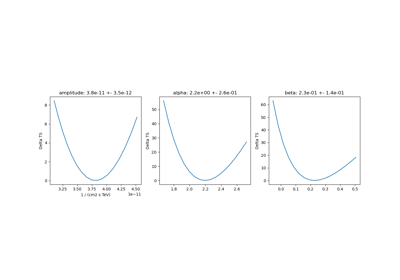 amplitude: 3.8e-11 +- 3.5e-12
alpha: 2.2e+00 +- 2.6e-01
beta: 2.3e-01 +- 1.4e-01
Delta TS
8
6
4
2
0
3.25 3.50 3.75 4.00 4.25 4.50
1e−11
1 / (cm2 s TeV)
Delta TS
50
40
30
20
10
0
1.8 2.0 2.2 2.4 2.6
Delta TS
60
50
40
30
20
10
0
0.0 0.1 0.2 0.3 0.4 0.5